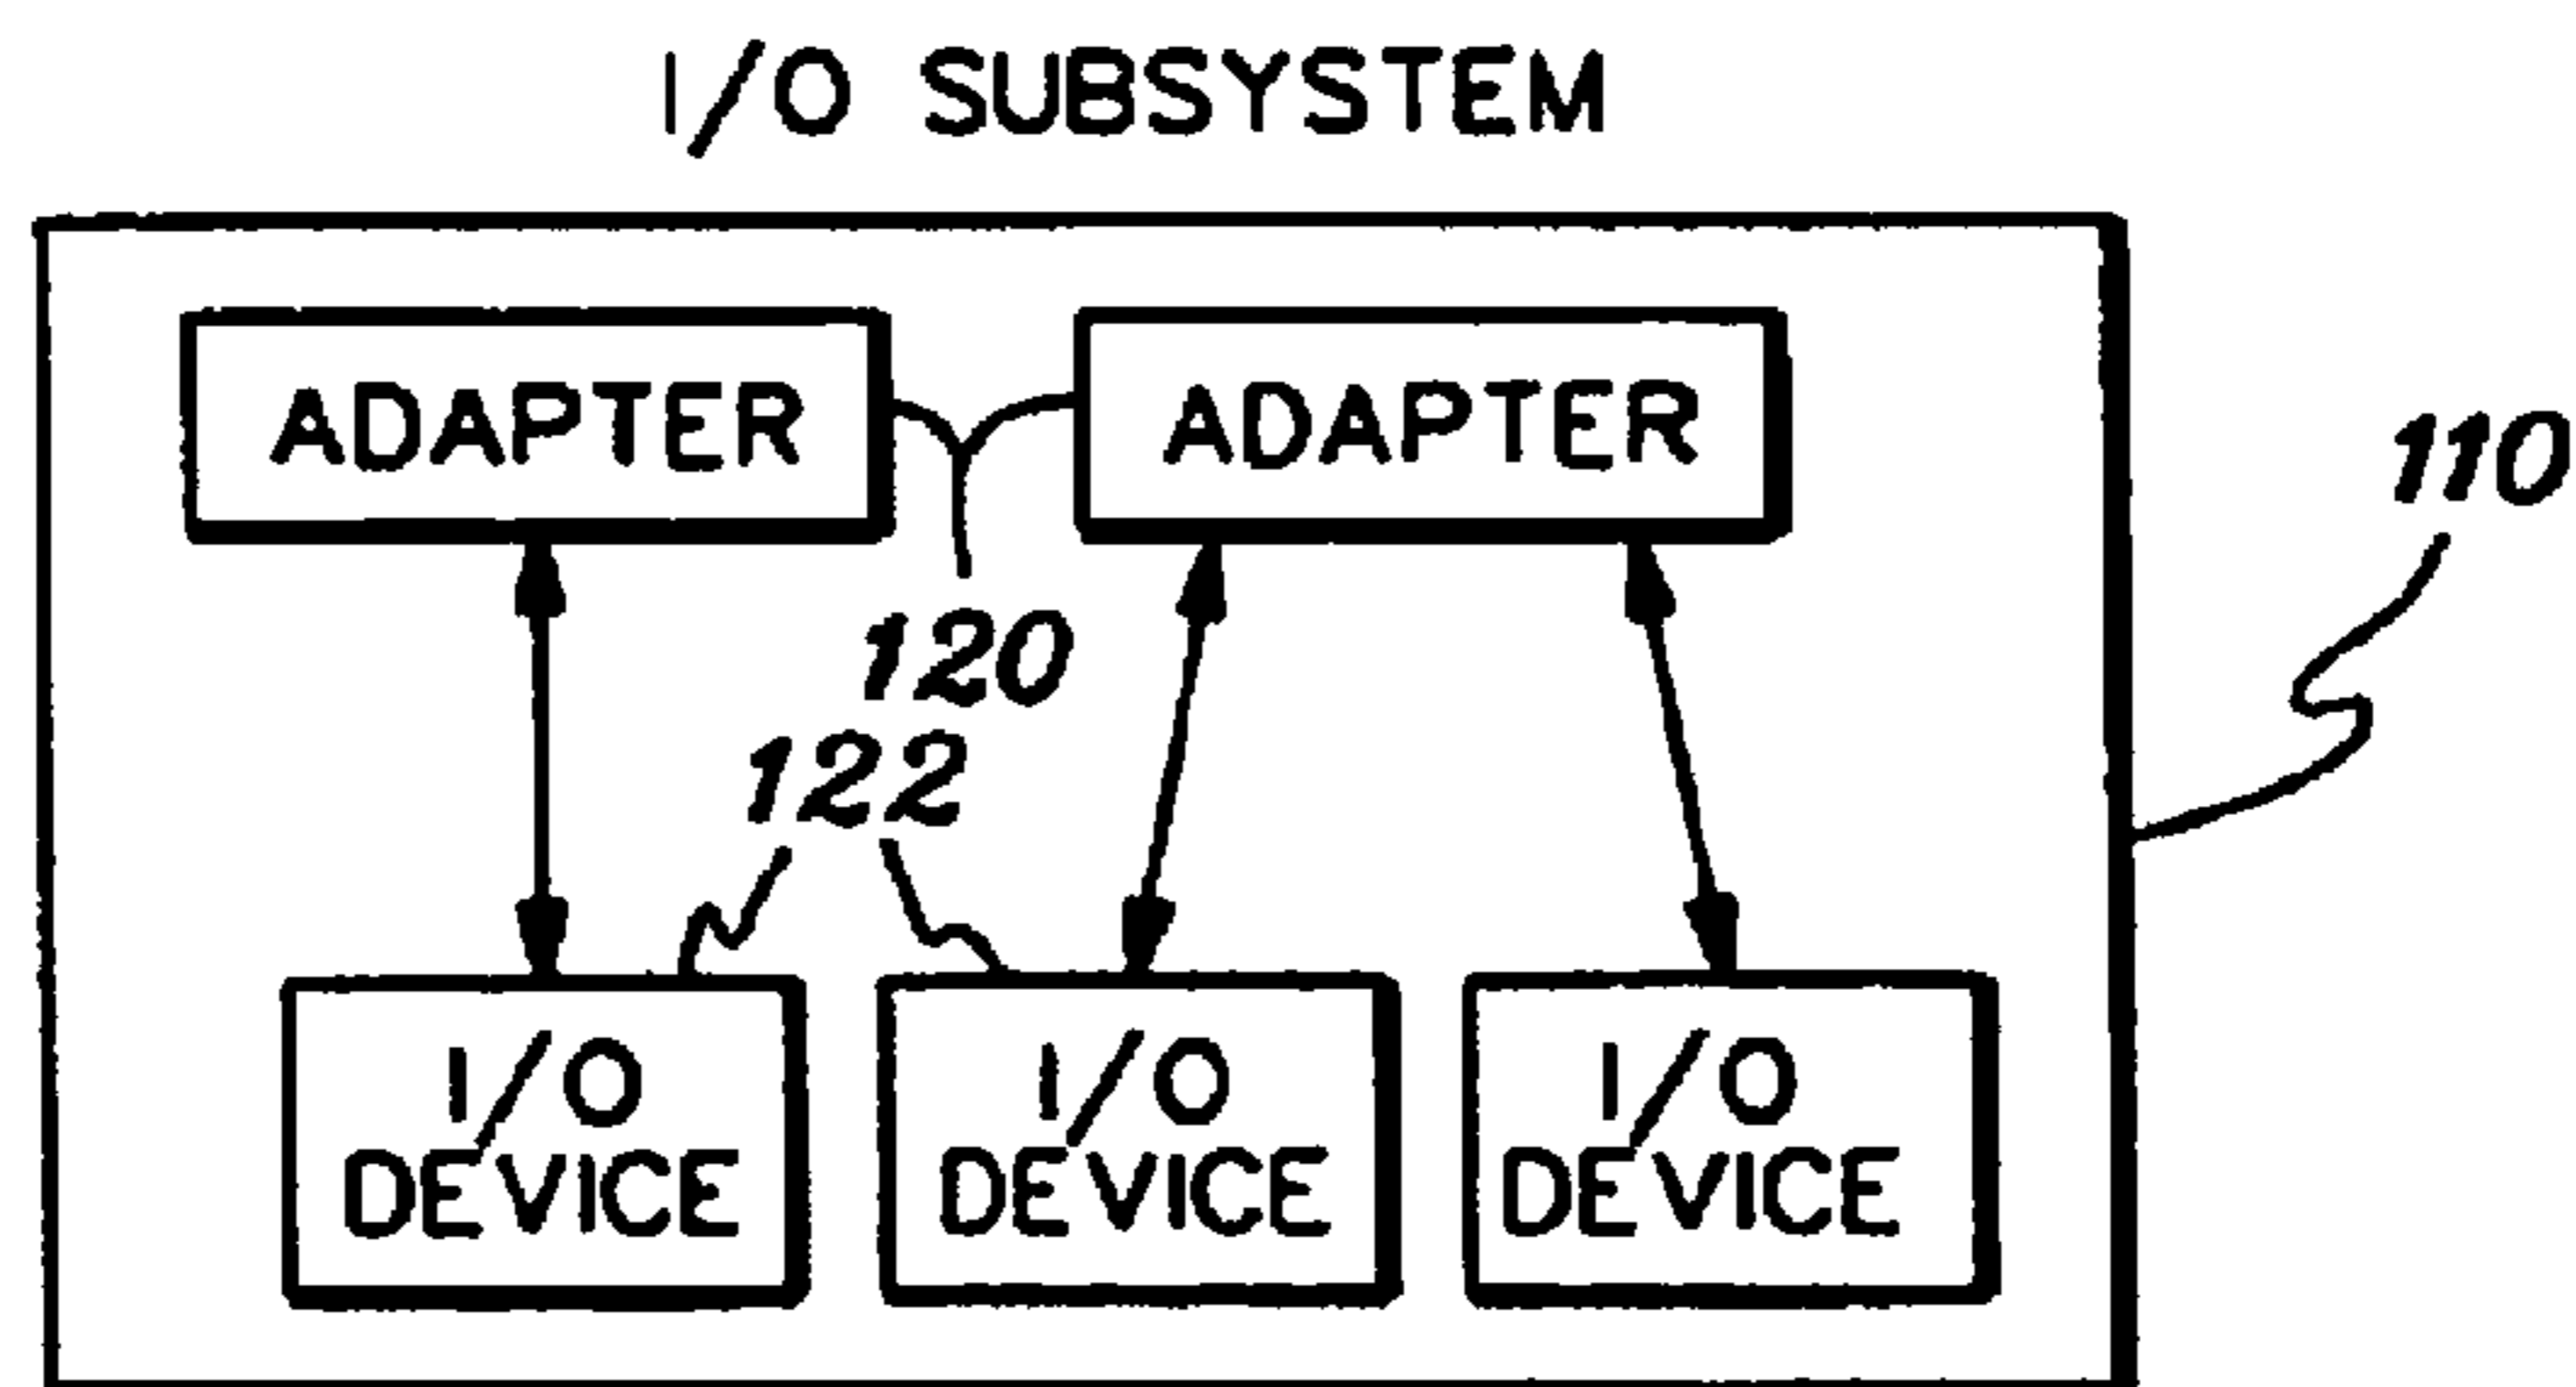 I/O SUBSYSTEM
ADAPTER
ADAPTER
110
120
122
I/O
DEVICE
I/O
DEVICE
I/O
DEVICE